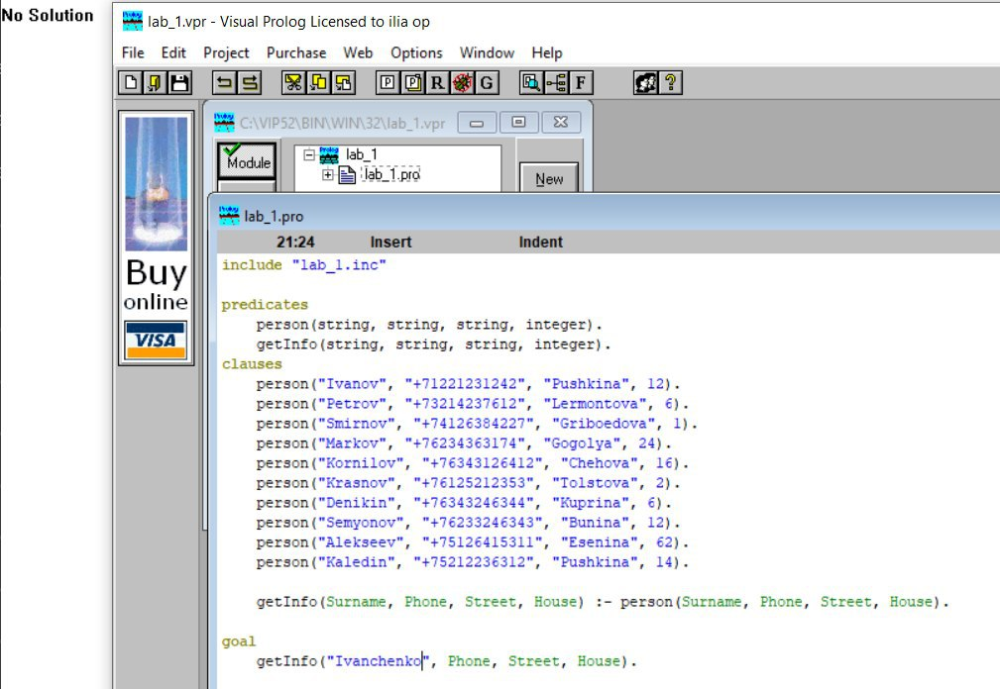 No Solution
lab_1.vpr - Visual Prolog Licensed to ilia op
File Edit Project Purchase Web Options Window Help
P P R G F ?
C:\VIP52\BIN\WIN\32\lab_1.vpr
Module
lab_1
lab_1.pro
New
Buy
online
VISA
lab_1.pro
21:24 Insert Indent
include "lab_1.inc"
predicates
person(string, string, string, integer).
getInfo(string, string, string, integer).
clauses
person("Ivanov", "+71221231242", "Pushkina", 12).
person("Petrov", "+73214237612", "Lermontova", 6).
person("Smirnov", "+74126384227", "Griboedova", 1).
person("Markov", "+76234363174", "Gogolya", 24).
person("Kornilov", "+76343126412", "Chehova", 16).
person("Krasnov", "+76125212353", "Tolstova", 2).
person("Denikin", "+76343246344", "Kuprina", 6).
person("Semyonov", "+76233246343", "Bunina", 12).
person("Alekseev", "+75126415311", "Esenina", 62).
person("Kaledin", "+75212236312", "Pushkina", 14).
getInfo(Surname, Phone, Street, House) :- person(Surname, Phone, Street, House).
goal
getInfo("Ivanchenko", Phone, Street, House).